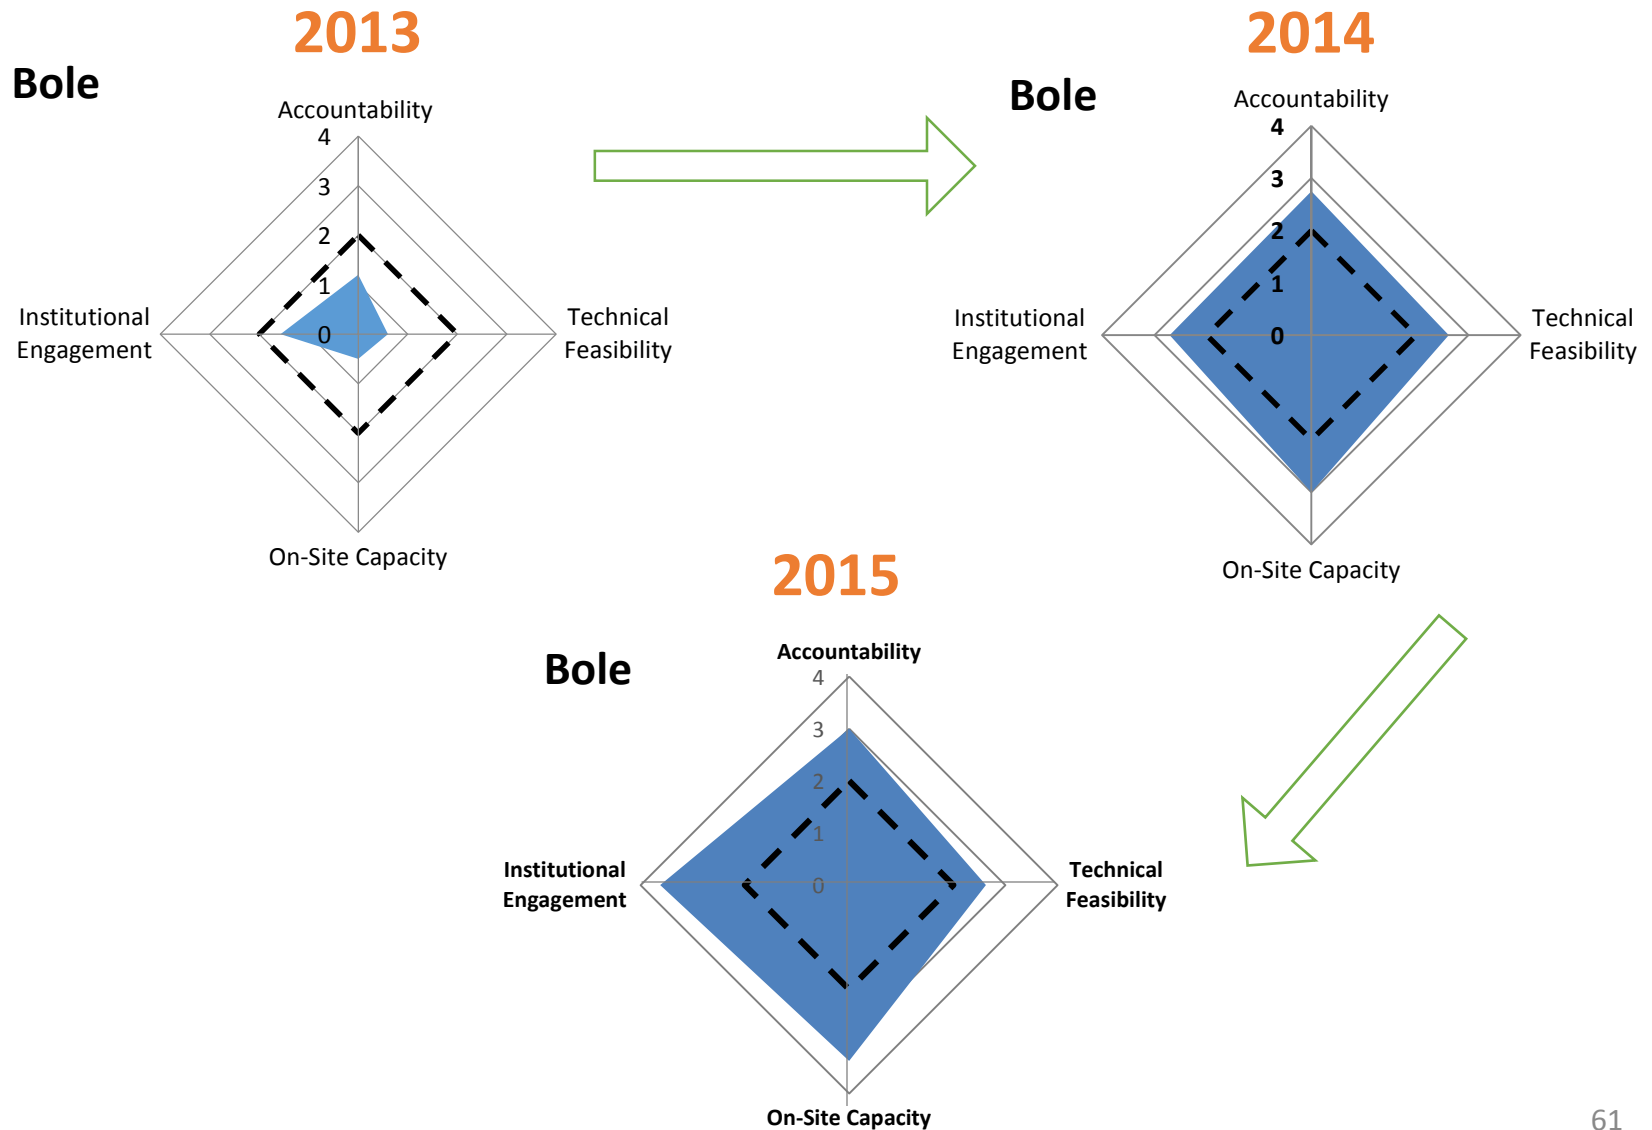 2013
Bole
Accountability
4
3
2
1
0
Institutional
Engagement
Technical
Feasibility
On-Site Capacity
2014
Bole
Accountability
4
3
2
1
0
Institutional
Engagement
Technical
Feasibility
On-Site Capacity
2015
Bole
Accountability
4
3
2
1
0
Institutional
Engagement
Technical
Feasibility
On-Site Capacity
61